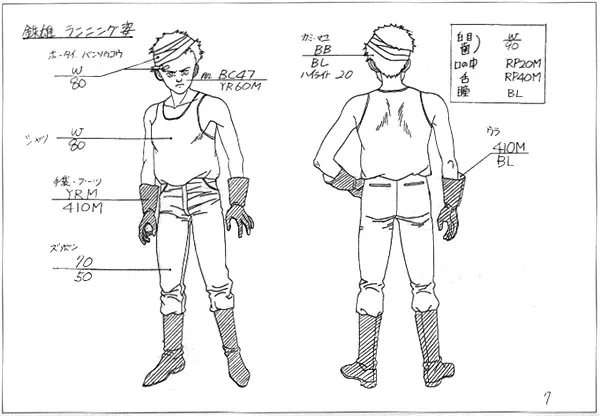 鉄雄 ランニング姿
ホータイ、バンソウコウ
W
80
肌 BC47
YR60M
シャツ W
80
手袋・ブーツ
YRM
410M
ズボン
70
50
カミ・マユ
BB
BL
ハイライト 20
白目 W
歯 90
口の中 RP20M
舌 RP40M
瞳 BL
ウラ
410M
BL
7